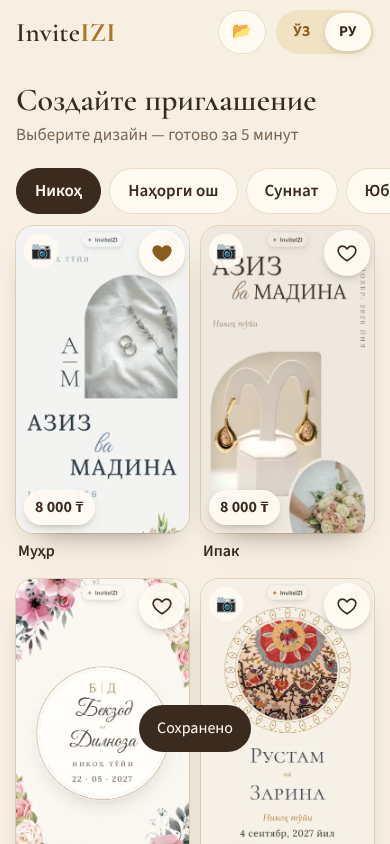 InviteIZI
ЎЗ
РУ
Создайте приглашение
Выберите дизайн — готово за 5 минут
Никоҳ
Наҳорги ош
Суннат
InviteIZI
А
М
АЗИЗ
ва
МАДИНА
8 000 ₸
Муҳр
InviteIZI
АЗИЗ
ва
МАДИНА
Никоҳ тўйи
8 000 ₸
Ипак
InviteIZI
Б | Д
Бекзод
Дилноза
НИКОҲ ТЎЙИ
22 · 05 · 2027
InviteIZI
Рустам
ва
Зарина
Никоҳ тўйи
4 сентябр, 2027 йил
Сохранено